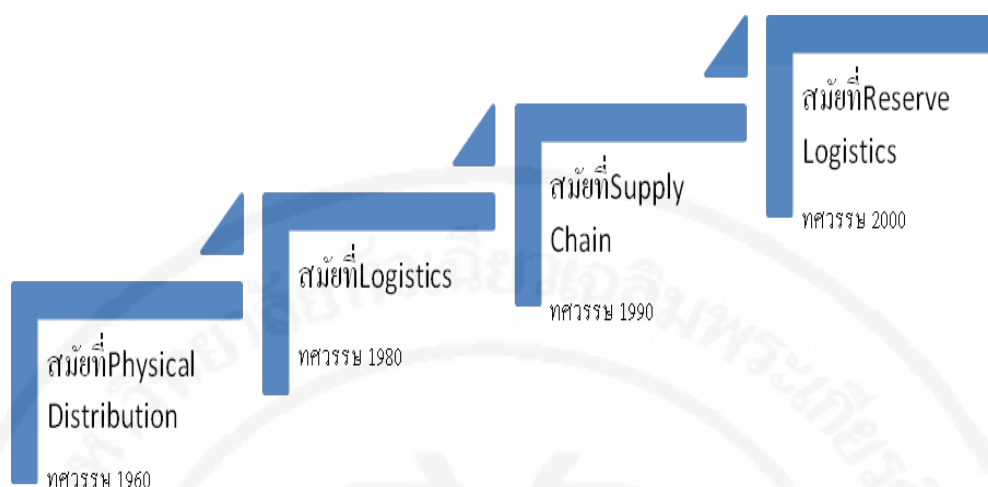 สมัยที่Physical
Distribution
ทศวรรษ 1960
สมัยที่Logistics
ทศวรรษ 1980
สมัยที่Supply
Chain
ทศวรรษ 1990
สมัยที่Reserve
Logistics
ทศวรรษ 2000